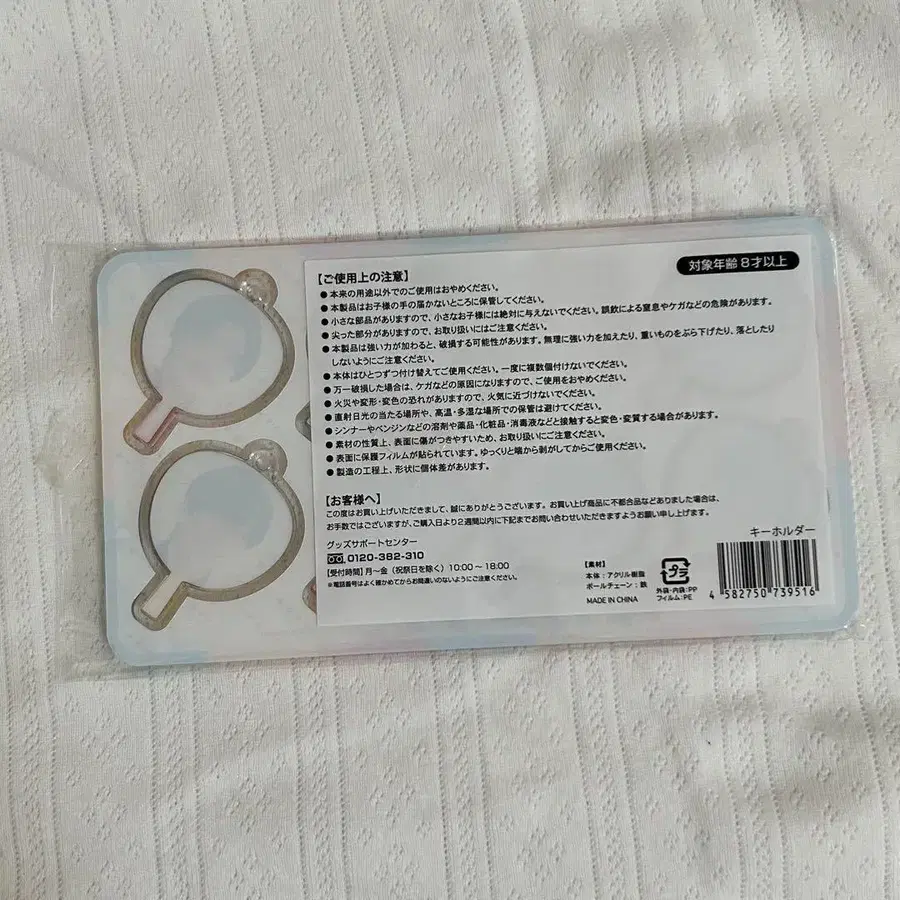 対象年齢 8才以上
【ご使用上の注意】
●本来の用途以外でのご使用はおやめください。
●本製品はお子様の手の届かないところに保管してください。
●小さな部品がありますので、小さなお子様には絶対に与えないでください。誤飲による窒息やケガなどの危険があります。
●尖った部分がありますので、お取り扱いにはご注意ください。
●本製品は強い力が加わると、破損する可能性があります。無理に強い力を加えたり、重いものをぶら下げたり、落としたり
しないようにご注意ください。
●本体はひとつずつ付け替えてご使用ください。一度に複数個付けないでください。
●万一破損した場合は、ケガなどの原因になりますので、ご使用をおやめください。
●火災や変形・変色の恐れがありますので、火気に近づけないでください。
●直射日光の当たる場所や、高温・多湿な場所での保管は避けてください。
●シンナーやベンジンなどの溶剤や薬品・化粧品・消毒液などと接触すると変色・変質する場合があります。
●素材の性質上、表面に傷がつきやすいため、お取り扱いにご注意ください。
●表面に保護フィルムが貼られています。ゆっくりと端から剥がしてからご使用ください。
●製造の工程上、形状に個体差があります。
【お客様へ】
この度はお買い上げいただきまして、誠にありがとうございます。お買い上げ商品に不都合品などありました場合は、
お手数ではございますが、ご購入日より2週間以内に下記までお問い合わせいただきますようお願い申し上げます。
グッズサポートセンター
0120-382-310
【受付時間】月〜金（祝祭日を除く）10:00〜18:00
※電話番号はよく確かめてからお間違いのないようにご注意ください。
【素材】
本体：アクリル樹脂
ボールチェーン：鉄
MADE IN CHINA
プラ
外袋・内袋:PP
フィルム:PE
キーホルダー
4 582750 739516